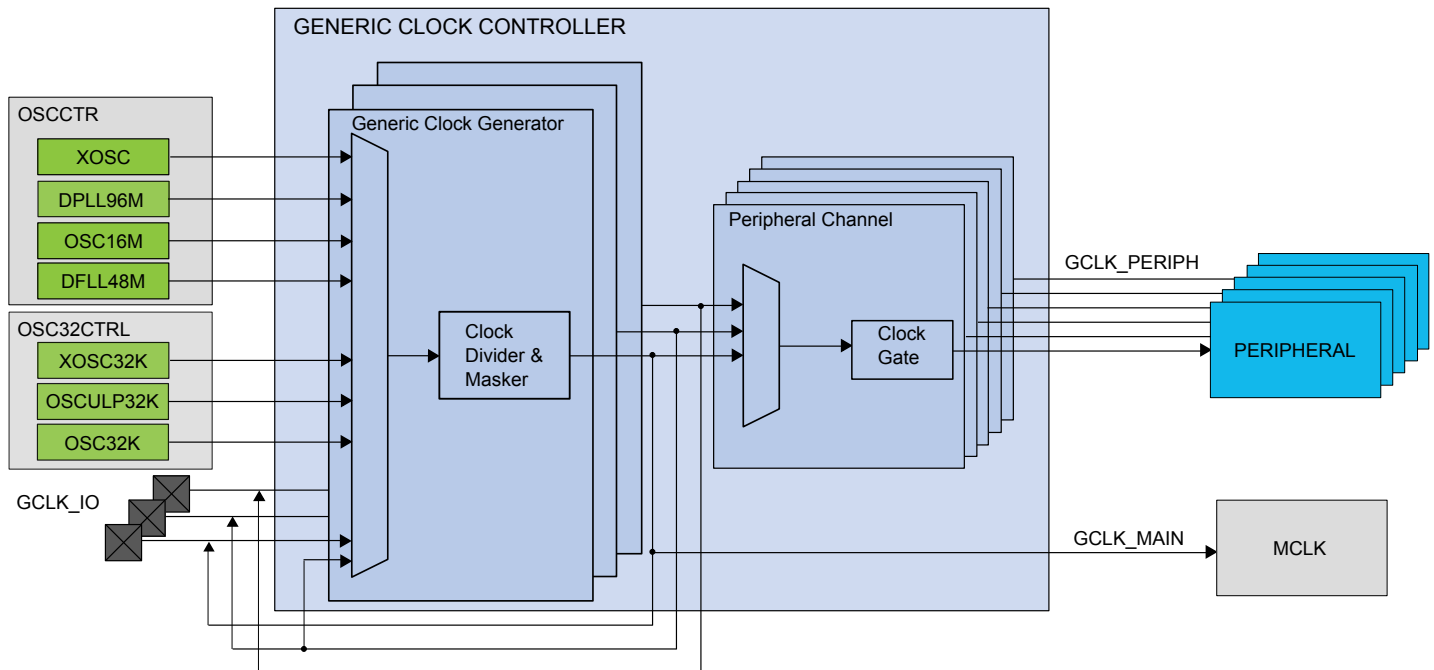 GENERIC CLOCK CONTROLLER
OSCCTR
XOSC
DPLL96M
OSC16M
DFLL48M
OSC32CTRL
XOSC32K
OSCULP32K
OSC32K
GCLK_IO
Generic Clock Generator
Clock
Divider &
Masker
Peripheral Channel
Clock
Gate
GCLK_PERIPH
PERIPHERAL
GCLK_MAIN
MCLK